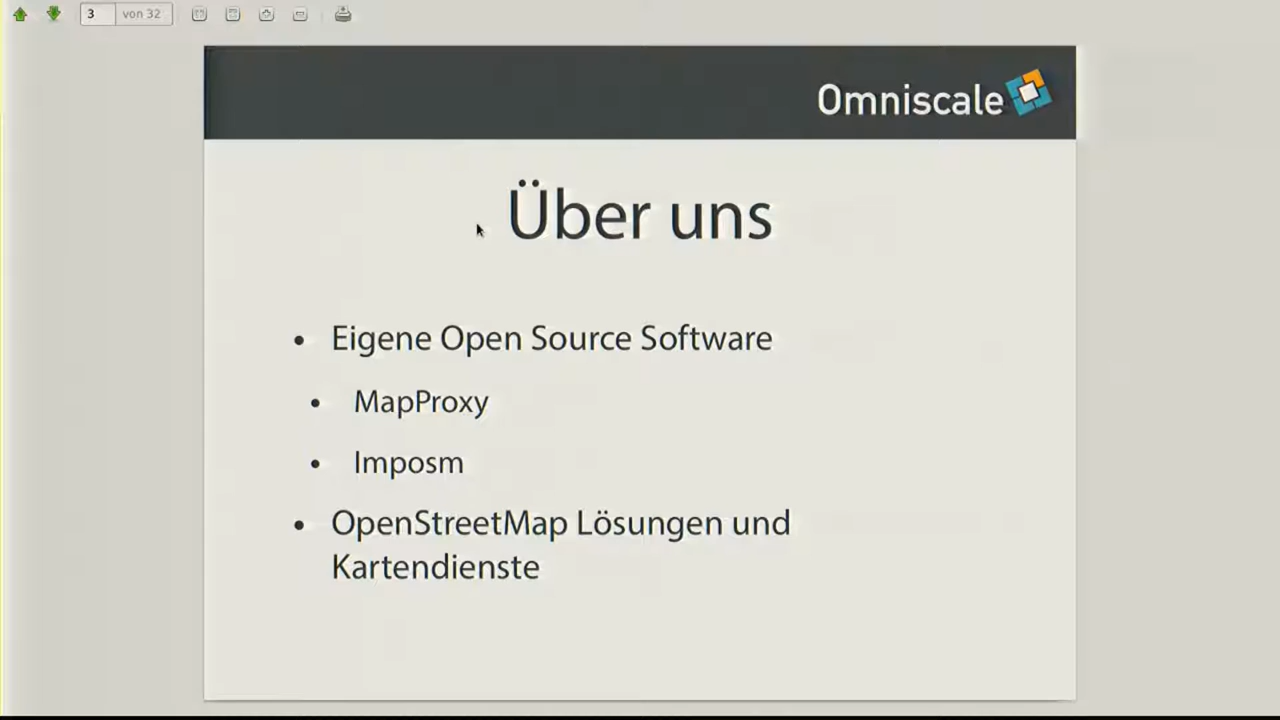 3 von 32
Omniscale
Über uns
• Eigene Open Source Software
• MapProxy
• Imposm
• OpenStreetMap Lösungen und
Kartendienste